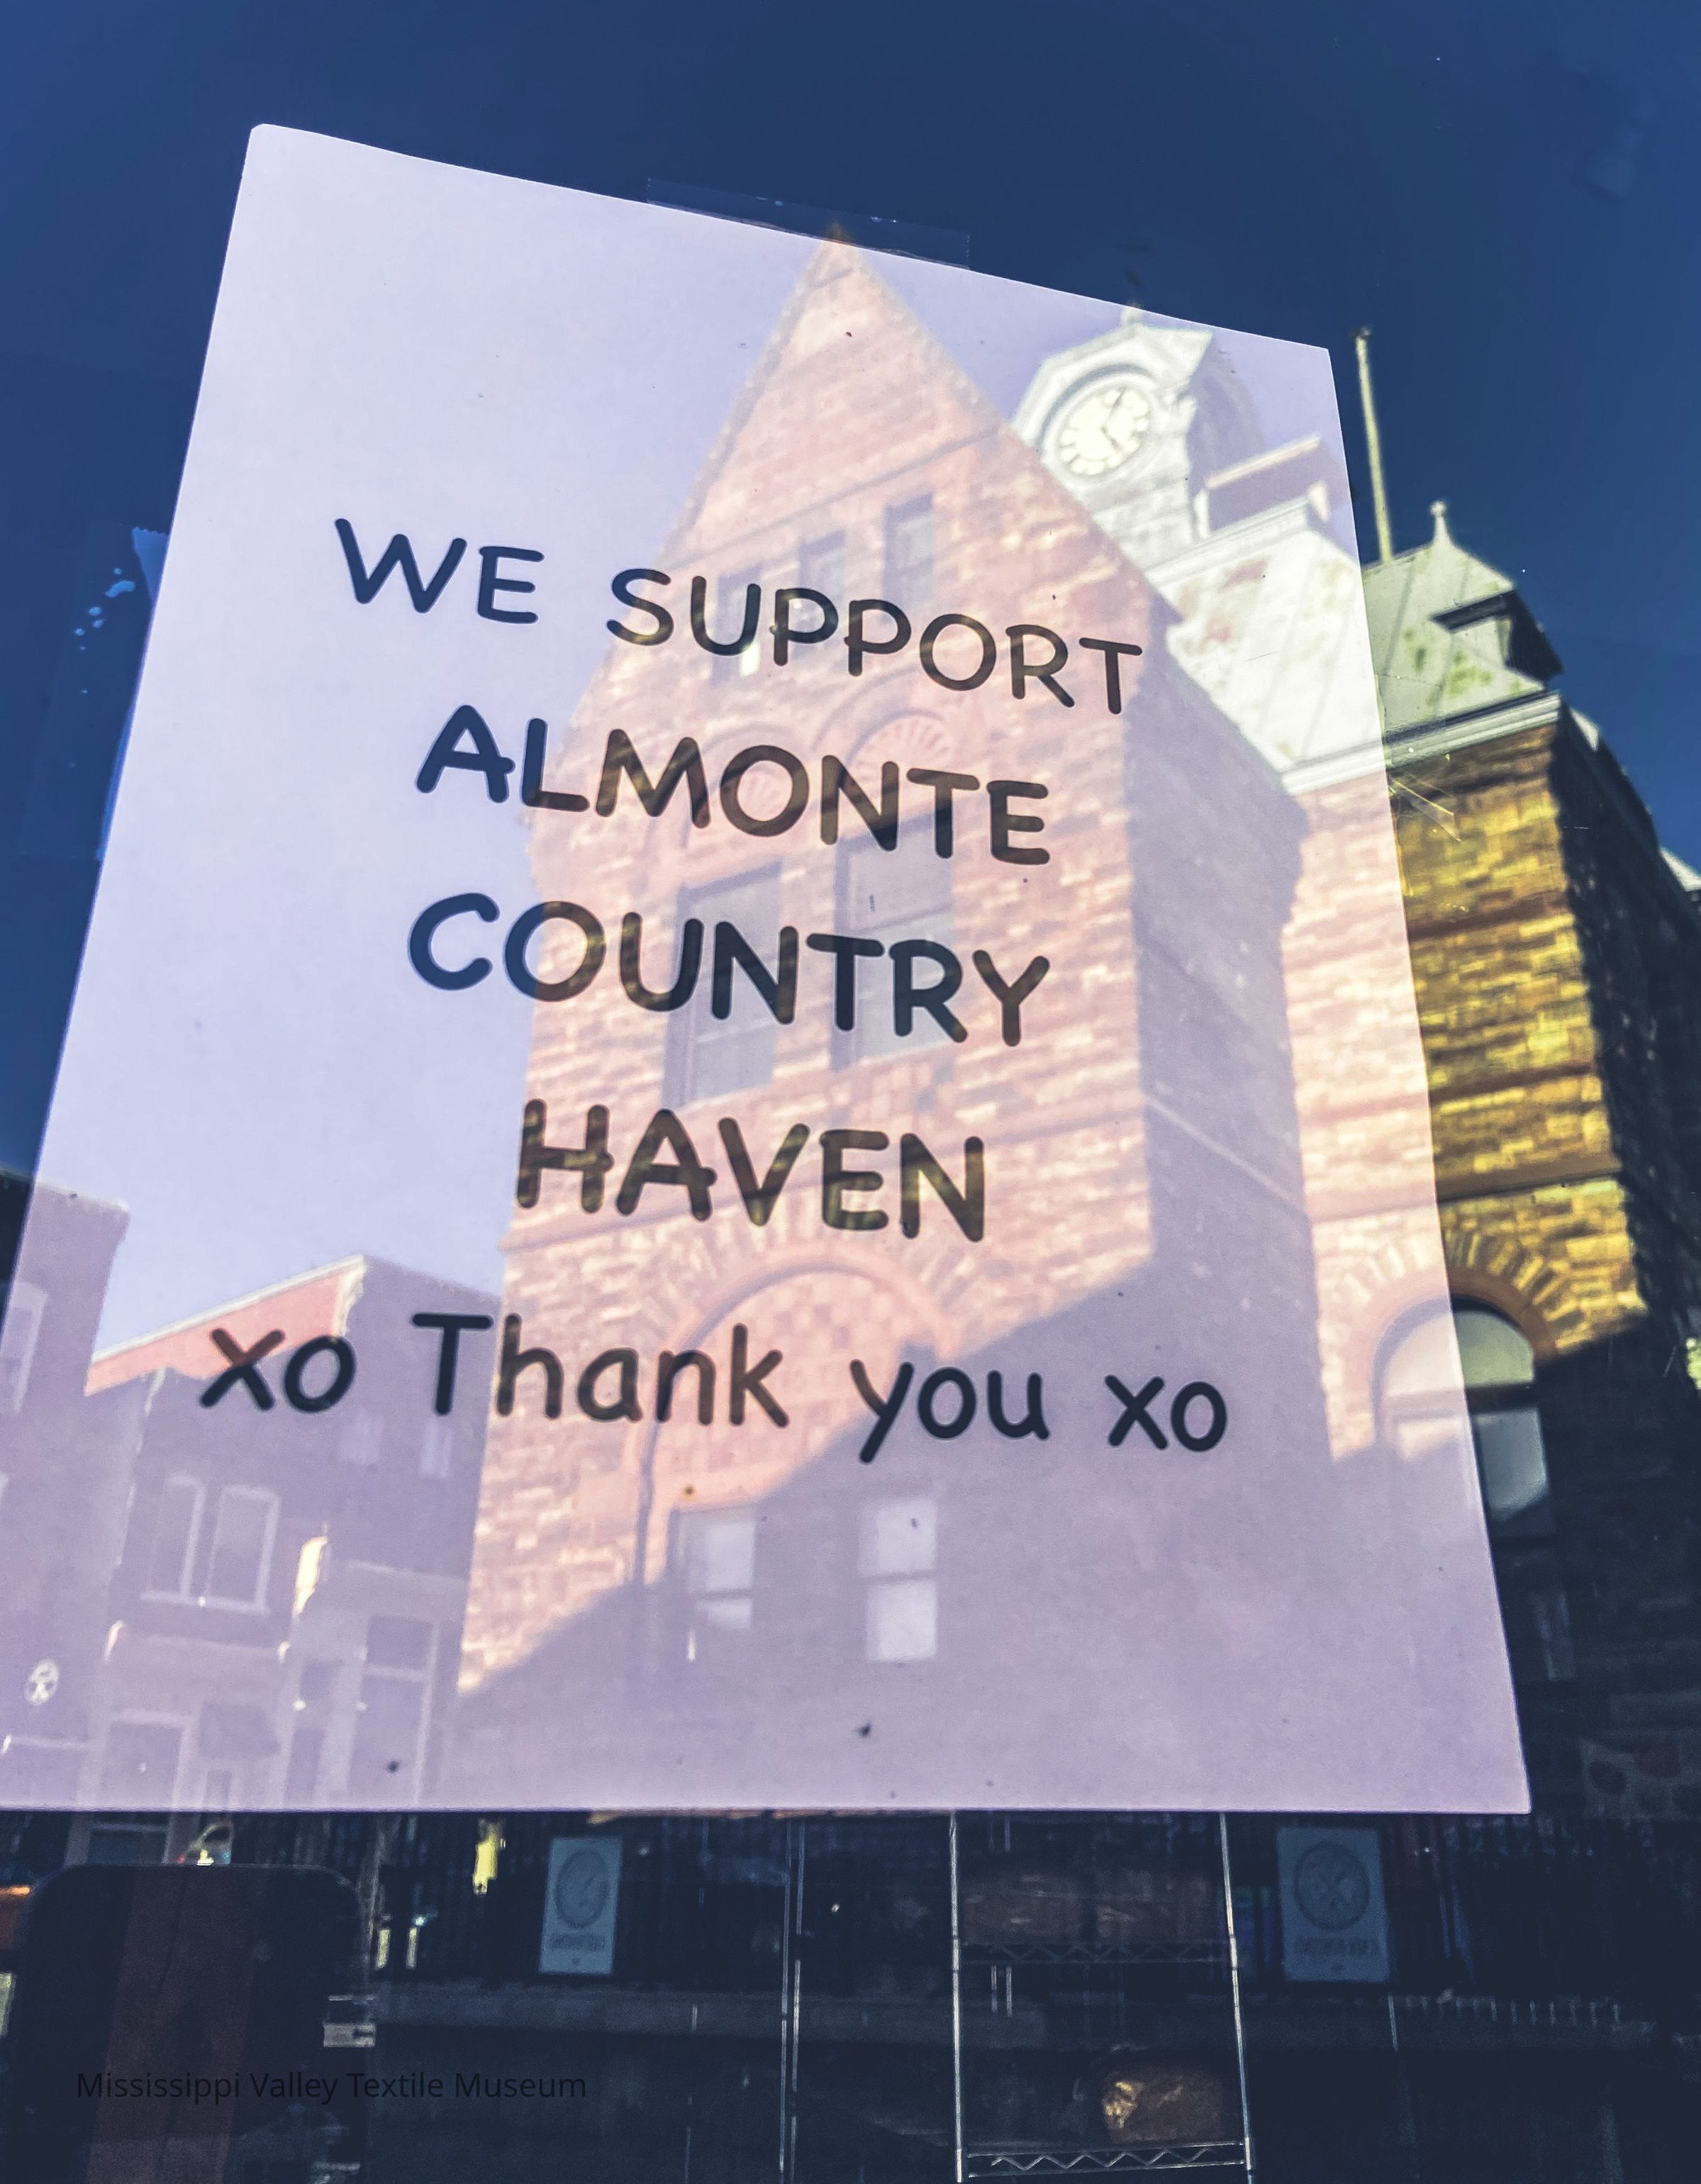 WE SUPPORT
ALMONTE
COUNTRY
HAVEN
xo Thank you xo
Mississippi Valley Textile Museum